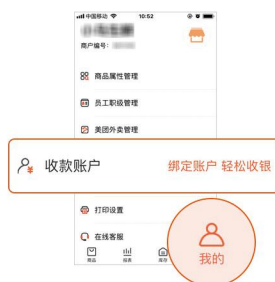 中国移动 10:52
商户编号:
商品属性管理
员工职级管理
美团外卖管理
收款账户 绑定账户 轻松收银
打印设置
在线客服
商品 报表 库存 我的